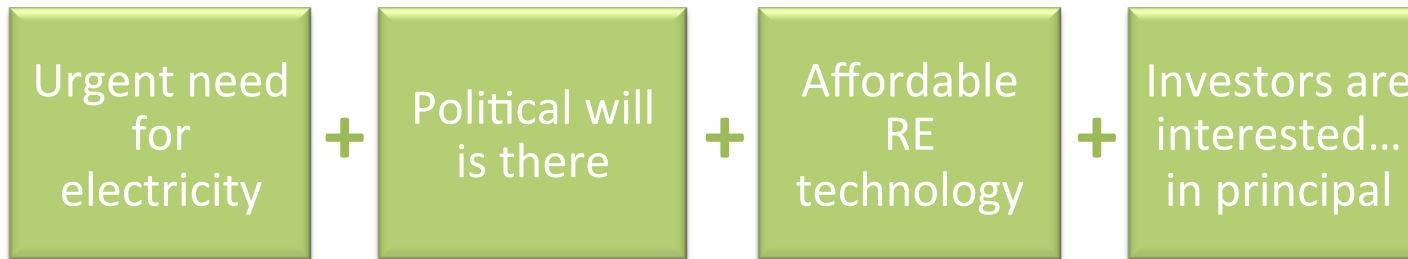 Urgent need
for
electricity
+
Political will
is there
+
Affordable
RE
technology
+
Investors are
interested…
in principal